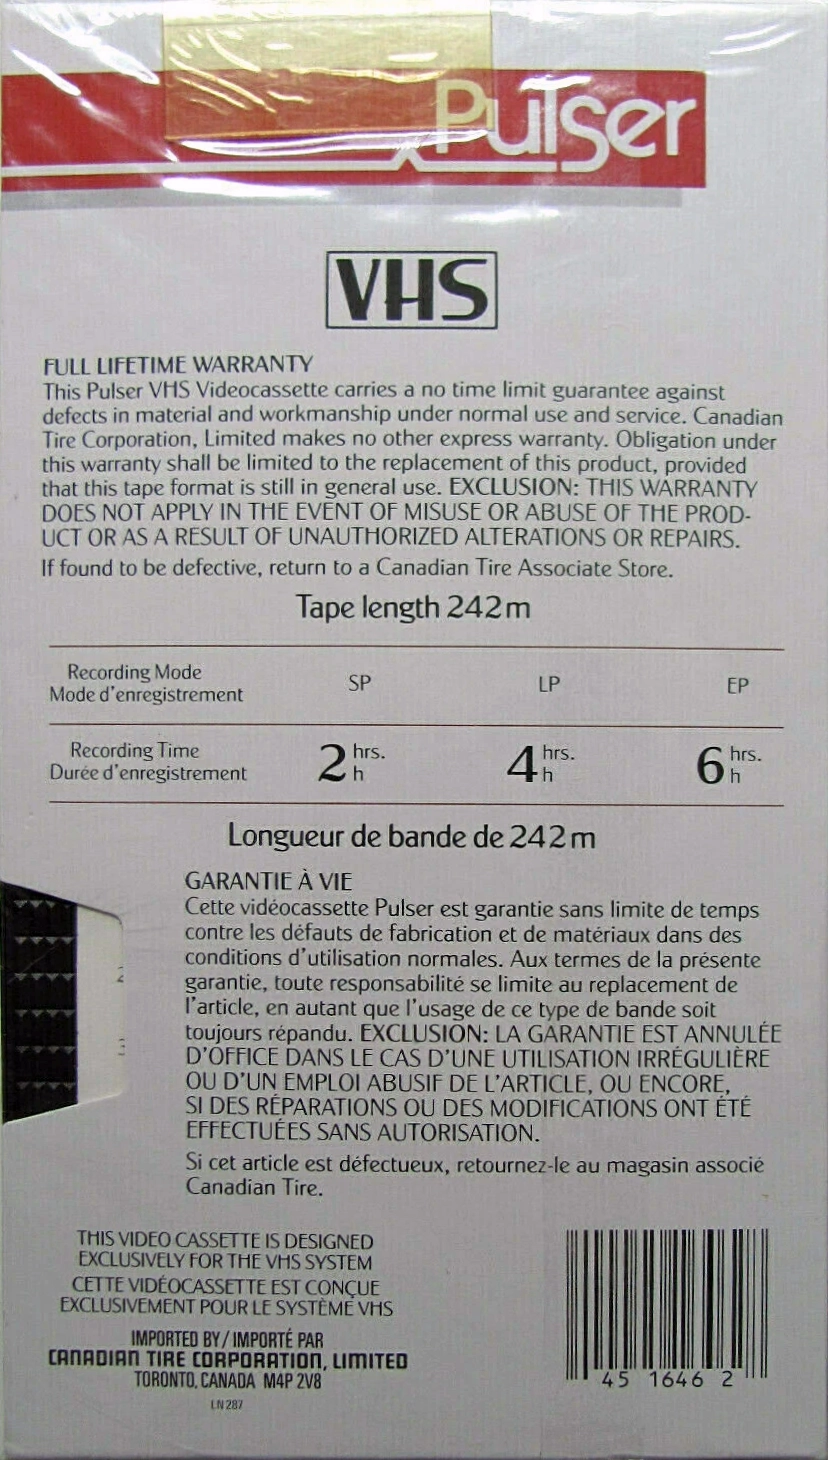 Pulser
VHS
FULL LIFETIME WARRANTY
This Pulser VHS Videocassette carries a no time limit guarantee against
defects in material and workmanship under normal use and service. Canadian
Tire Corporation, Limited makes no other express warranty. Obligation under
this warranty shall be limited to the replacement of this product, provided
that this tape format is still in general use. EXCLUSION: THIS WARRANTY
DOES NOT APPLY IN THE EVENT OF MISUSE OR ABUSE OF THE PROD-
UCT OR AS A RESULT OF UNAUTHORIZED ALTERATIONS OR REPAIRS.
If found to be defective, return to a Canadian Tire Associate Store.
Tape length 242m
Recording Mode
Mode d'enregistrement
SP LP EP
Recording Time
Durée d'enregistrement
2 hrs. h 4 hrs. h 6 hrs. h
Longueur de bande de 242m
GARANTIE À VIE
Cette vidéocassette Pulser est garantie sans limite de temps
contre les défauts de fabrication et de matériaux dans des
conditions d'utilisation normales. Aux termes de la présente
garantie, toute responsabilité se limite au replacement de
l'article, en autant que l'usage de ce type de bande soit
toujours répandu. EXCLUSION: LA GARANTIE EST ANNULÉE
D'OFFICE DANS LE CAS D'UNE UTILISATION IRRÉGULIÈRE
OU D'UN EMPLOI ABUSIF DE L'ARTICLE, OU ENCORE,
SI DES RÉPARATIONS OU DES MODIFICATIONS ONT ÉTÉ
EFFECTUÉES SANS AUTORISATION.
Si cet article est défectueux, retournez-le au magasin associé
Canadian Tire.
THIS VIDEO CASSETTE IS DESIGNED
EXCLUSIVELY FOR THE VHS SYSTEM
CETTE VIDÉOCASSETTE EST CONÇUE
EXCLUSIVEMENT POUR LE SYSTÈME VHS
IMPORTED BY / IMPORTÉ PAR
CANADIAN TIRE CORPORATION, LIMITED
TORONTO, CANADA M4P 2V8
LN 287
45 1646 2